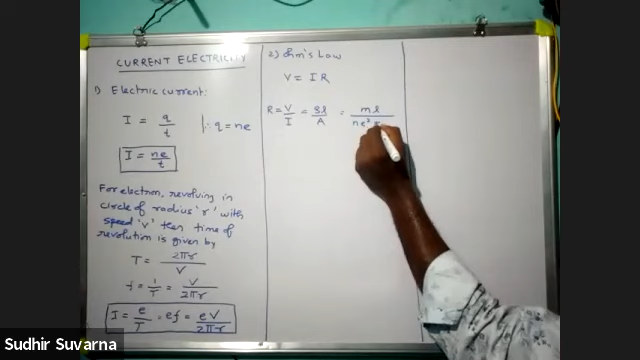 CURRENT ELECTRICITY
1) Electric current:
I = q/t ∵ q = ne
I = ne/t
For electron, revolving in
circle of radius 'r' with
speed 'v' then time of
revolution is given by
T = 2πr/V
f = 1/T = V/2πr
I = e/T = ef = eV/2πr
2) Ohm's Law
V = IR
R = V/I = ρl/A = ml/ne²
Sudhir Suvarna